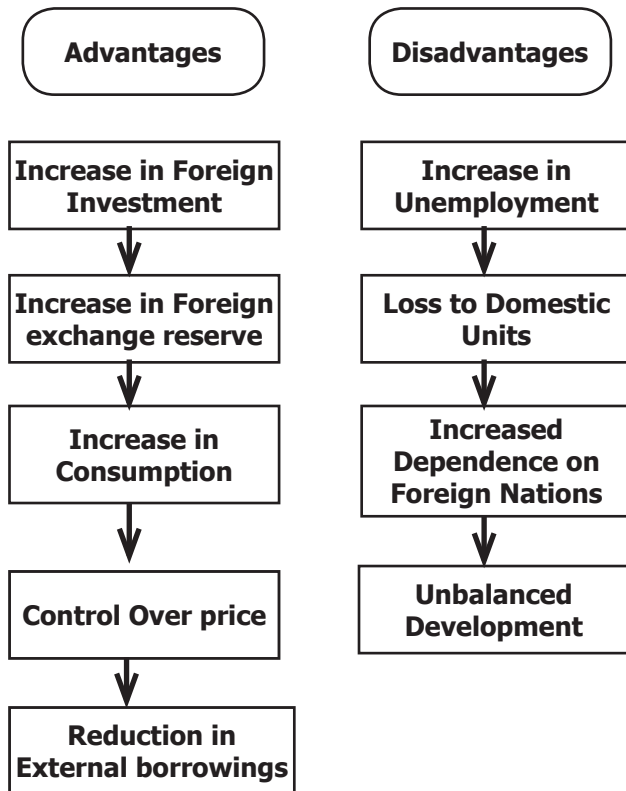 Advantages
Increase in Foreign
Investment
Increase in Foreign
exchange reserve
Increase in
Consumption
Control Over price
Reduction in
External borrowings
Disadvantages
Increase in
Unemployment
Loss to Domestic
Units
Increased
Dependence on
Foreign Nations
Unbalanced
Development